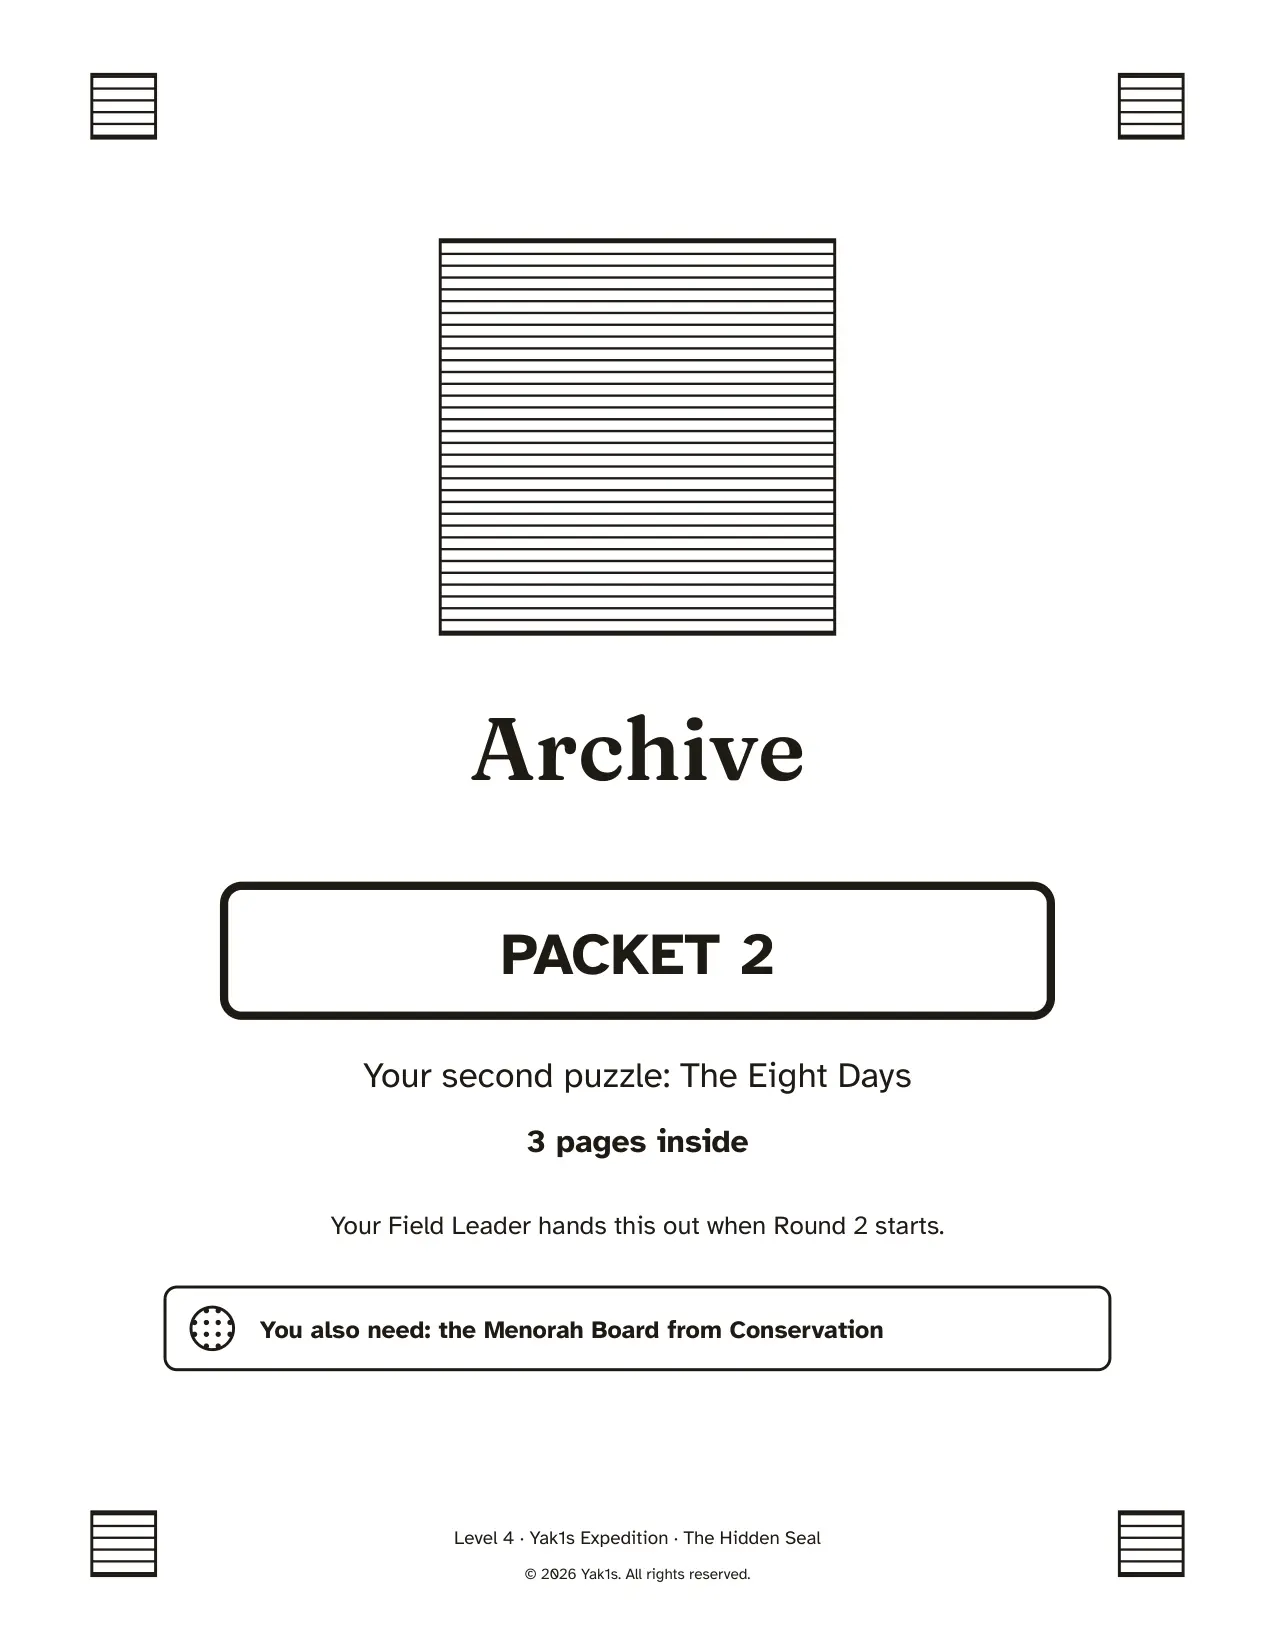 Archive
PACKET 2
Your second puzzle: The Eight Days
3 pages inside
Your Field Leader hands this out when Round 2 starts.
You also need: the Menorah Board from Conservation
Level 4 · Yak1s Expedition · The Hidden Seal
© 2026 Yak1s. All rights reserved.